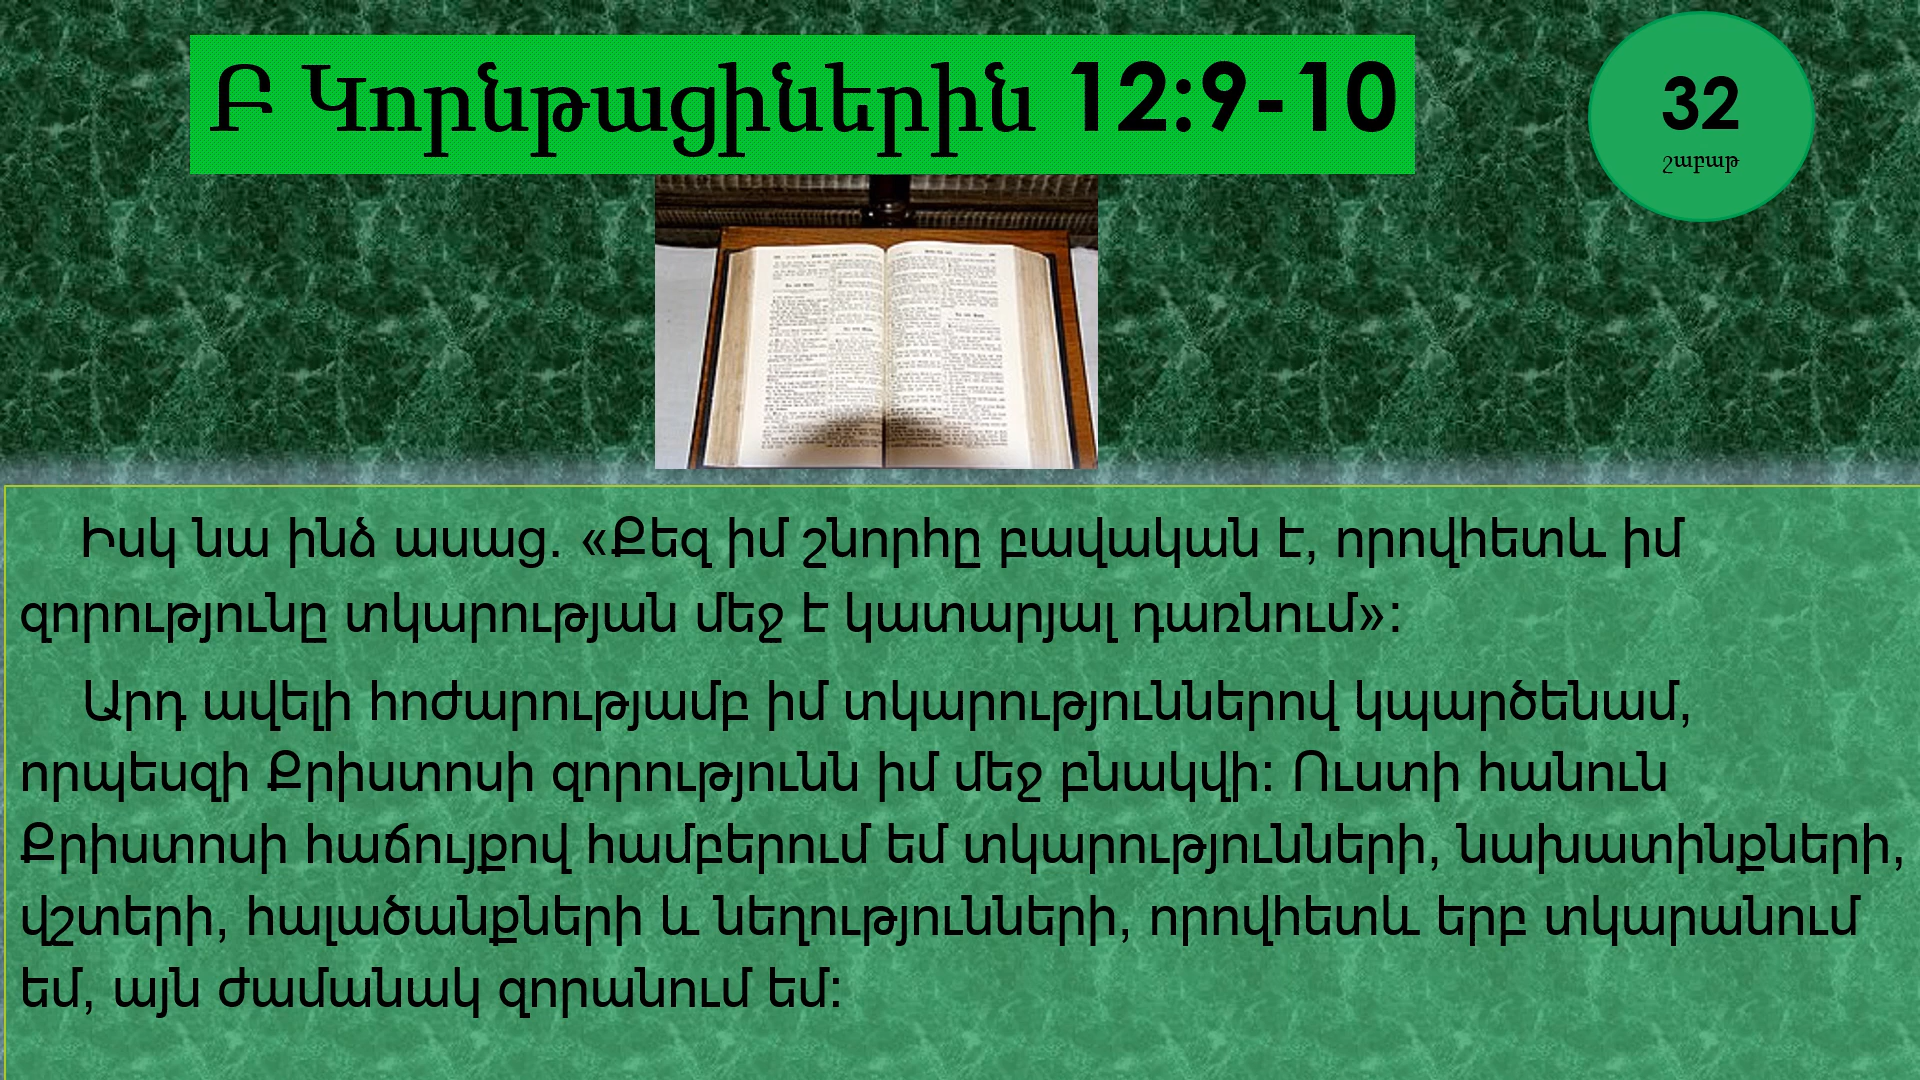 Բ Կորնթացիներին 12:9-10
32
շաբաթ
Իսկ նա ինձ ասաց. «Քեզ իմ շնորհը բավական է, որովհետև իմ
զորությունը տկարության մեջ է կատարյալ դառնում»:
Արդ ավելի հոժարությամբ իմ տկարություններով կպարծենամ,
որպեսզի Քրիստոսի զորությունն իմ մեջ բնակվի: Ուստի հանուն
Քրիստոսի հաճույքով համբերում եմ տկարությունների, նախատինքների,
վշտերի, հալածանքների և նեղությունների, որովհետև երբ տկարանում
եմ, այն ժամանակ զորանում եմ: